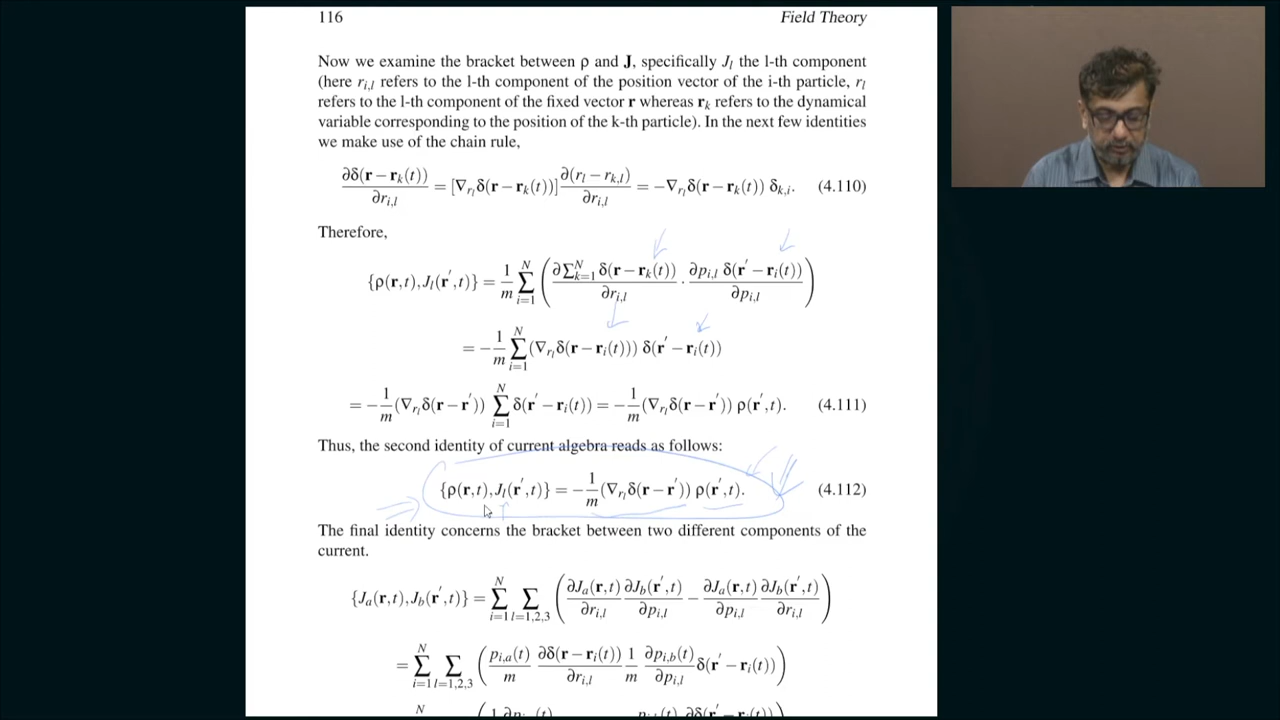 116 Field Theory
Now we examine the bracket between ρ and J, specifically J_l the l-th component
(here r_{i,l} refers to the l-th component of the position vector of the i-th particle, r_l
refers to the l-th component of the fixed vector r whereas r_k refers to the dynamical
variable corresponding to the position of the k-th particle). In the next few identities
we make use of the chain rule,
∂δ(r − r_k(t))/∂r_{i,l} = [∇_{r_l} δ(r − r_k(t))] ∂(r_l − r_{k,l})/∂r_{i,l} = −∇_{r_l} δ(r − r_k(t)) δ_{k,i}. (4.110)
Therefore,
{ρ(r,t), J_l(r′,t)} = 1/m Σ_{i=1}^{N} ( ∂Σ_{k=1}^{N} δ(r − r_k(t))/∂r_{i,l} · ∂p_{i,l} δ(r′ − r_i(t))/∂p_{i,l} )
= −1/m Σ_{i=1}^{N} (∇_{r_l} δ(r − r_i(t))) δ(r′ − r_i(t))
= −1/m (∇_{r_l} δ(r − r′)) Σ_{i=1}^{N} δ(r′ − r_i(t)) = −1/m (∇_{r_l} δ(r − r′)) ρ(r′,t). (4.111)
Thus, the second identity of current algebra reads as follows:
{ρ(r,t), J_l(r′,t)} = −1/m (∇_{r_l} δ(r − r′)) ρ(r′,t). (4.112)
The final identity concerns the bracket between two different components of the
current.
{J_a(r,t), J_b(r′,t)} = Σ_{i=1}^{N} Σ_{l=1,2,3} ( ∂J_a(r,t)/∂r_{i,l} ∂J_b(r′,t)/∂p_{i,l} − ∂J_a(r,t)/∂p_{i,l} ∂J_b(r′,t)/∂r_{i,l} )
= Σ_{i=1}^{N} Σ_{l=1,2,3} ( p_{i,a}(t)/m ∂δ(r − r_i(t))/∂r_{i,l} 1/m ∂p_{i,b}(t)/∂p_{i,l} δ(r′ − r_i(t)) )